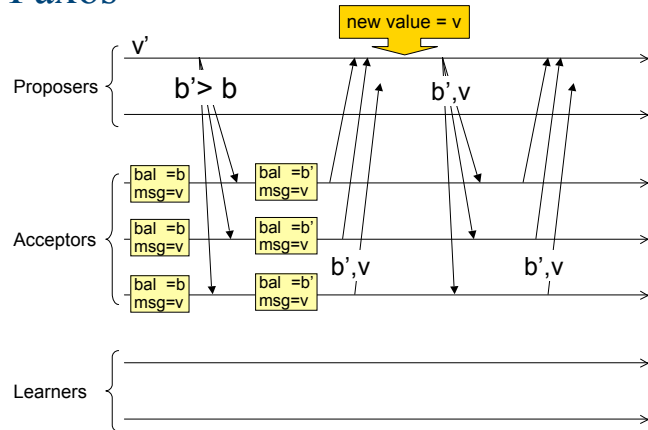 Paxos
new value = v
v’
Proposers
b’> b
b’,v
bal =b
msg=v
bal =b’
msg=v
bal =b
msg=v
bal =b’
msg=v
Acceptors
b’,v
b’,v
bal =b
msg=v
bal =b’
msg=v
Learners